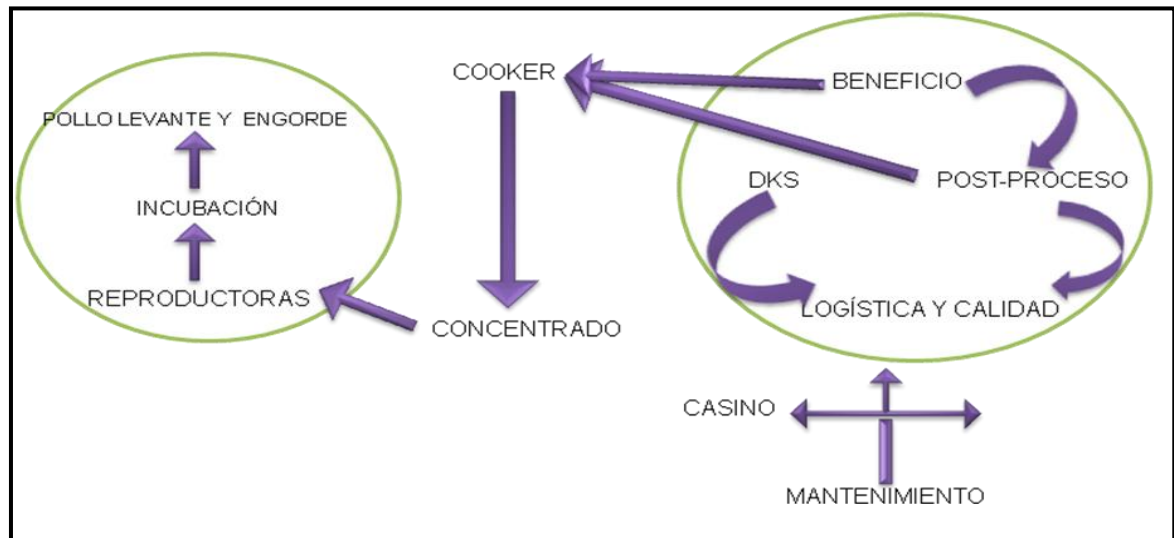 COOKER
BENEFICIO
POLLO LEVANTE Y ENGORDE
DKS
POST-PROCESO
INCUBACIÓN
REPRODUCTORAS
LOGÍSTICA Y CALIDAD
CONCENTRADO
CASINO
MANTENIMIENTO